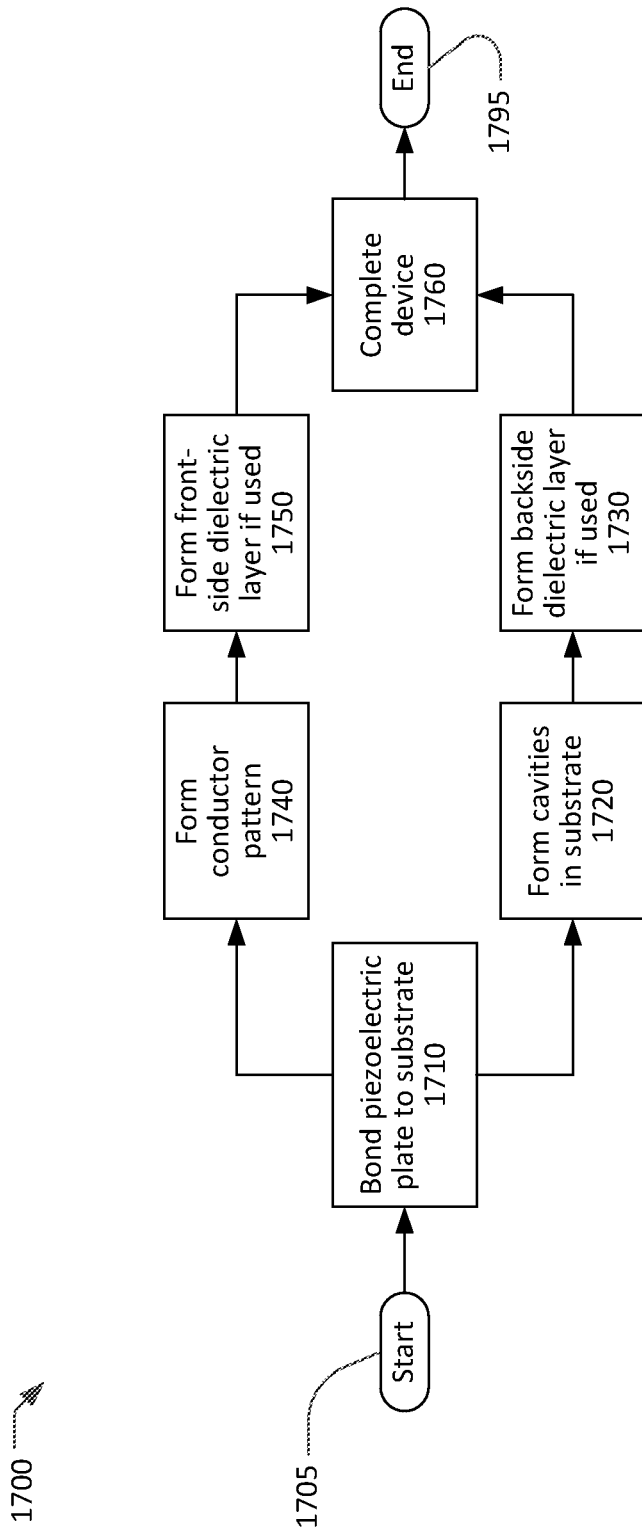 1700
1705
Start
Bond piezoelectric
plate to substrate
1710
Form
conductor
pattern
1740
Form front-
side dielectric
layer if used
1750
Form cavities
in substrate
1720
Form backside
dielectric layer
if used
1730
Complete
device
1760
End
1795